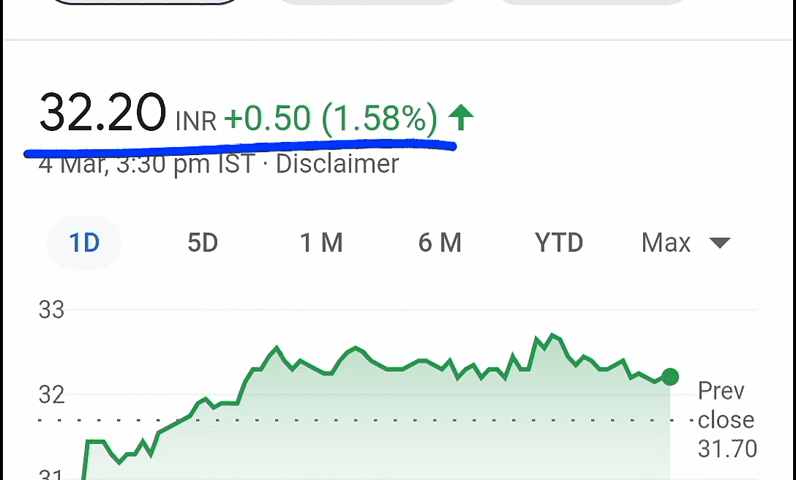 32.20 INR +0.50 (1.58%) ↑
4 Mar, 3:30 pm IST · Disclaimer
1D 5D 1 M 6 M YTD Max
33
32
Prev
close
31.70
31